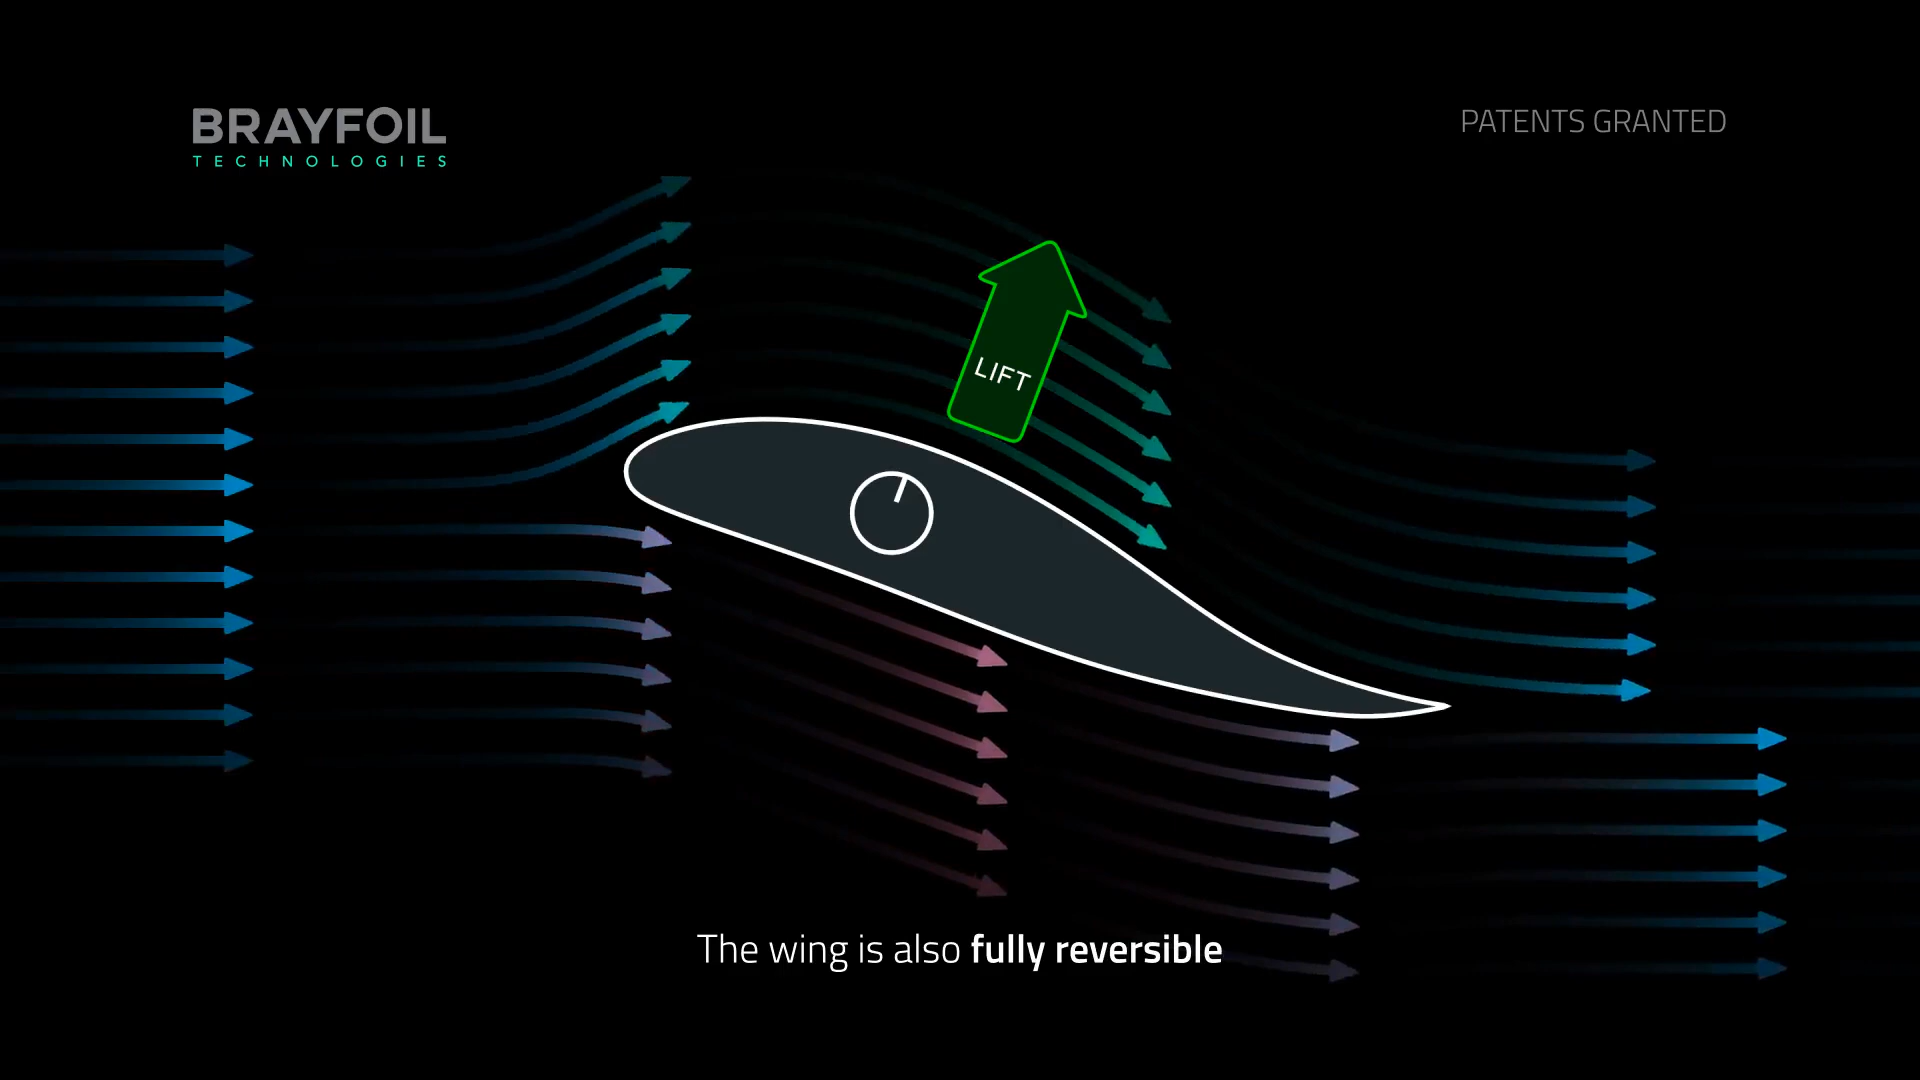 BRAYFOIL
TECHNOLOGIES
PATENTS GRANTED
LIFT
The wing is also fully reversible